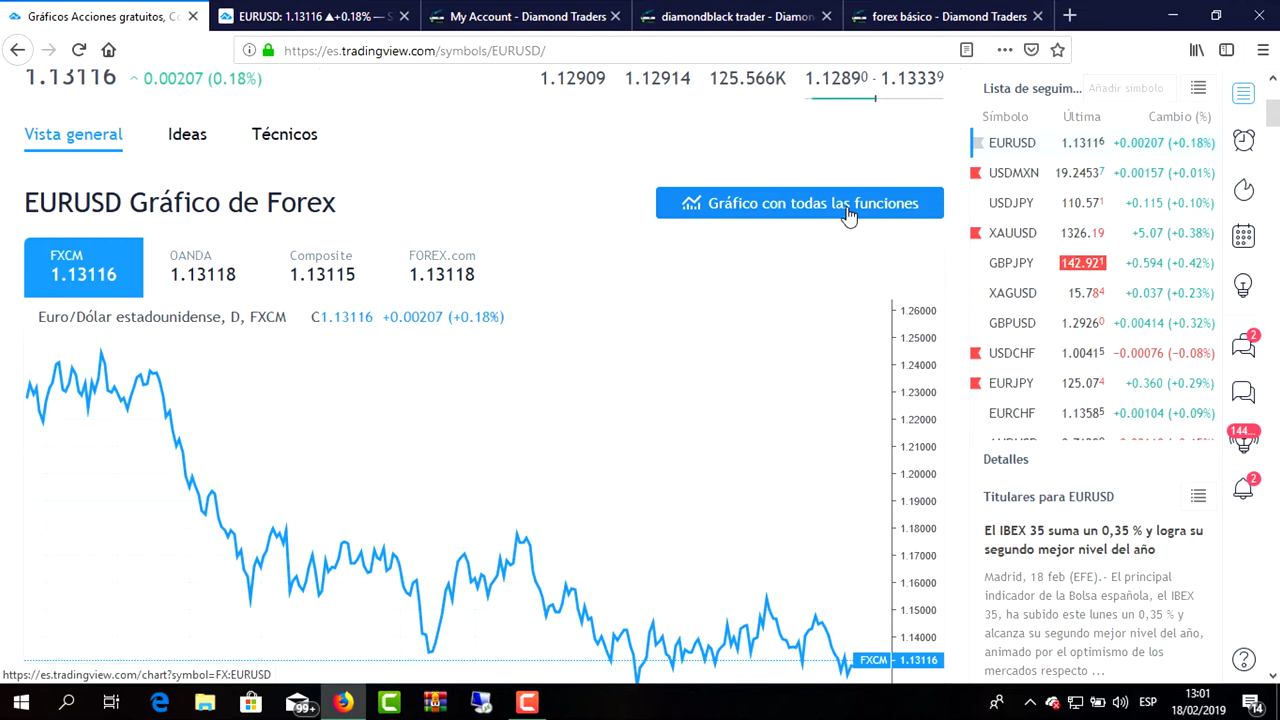 Gráficos Acciones gratuitos, Co
EURUSD: 1.13116 ▲+0.18% — S
My Account - Diamond Traders
diamondblack trader - Diamon
forex básico - Diamond Traders
https://es.tradingview.com/symbols/EURUSD/
1.13116 0.00207 (0.18%)
1.12909 1.12914 125.566K 1.12890 - 1.13339
Vista general Ideas Técnicos
EURUSD Gráfico de Forex
Gráfico con todas las funciones
FXCM OANDA Composite FOREX.com
1.13116 1.13118 1.13115 1.13118
Euro/Dólar estadounidense, D, FXCM C1.13116 +0.00207 (+0.18%)
1.26000
1.25000
1.24000
1.23000
1.22000
1.21000
1.20000
1.19000
1.18000
1.17000
1.16000
1.15000
1.14000
FXCM 1.13116
Lista de seguim... Añadir símbolo
Símbolo Última Cambio (%)
EURUSD 1.13116 +0.00207 (+0.18%)
USDMXN 19.24537 +0.00157 (+0.01%)
USDJPY 110.571 +0.115 (+0.10%)
XAUUSD 1326.19 +5.07 (+0.38%)
GBPJPY 142.921 +0.594 (+0.42%)
XAGUSD 15.784 +0.037 (+0.23%)
GBPUSD 1.29260 +0.00414 (+0.32%)
USDCHF 1.00415 −0.00076 (−0.08%)
EURJPY 125.074 +0.360 (+0.29%)
EURCHF 1.13585 +0.00104 (+0.09%)
Detalles
Titulares para EURUSD
El IBEX 35 suma un 0,35 % y logra su
segundo mejor nivel del año
Madrid, 18 feb (EFE).- El principal
indicador de la Bolsa española, el IBEX
35, ha subido este lunes un 0,35 % y
alcanza su segundo mejor nivel del año,
animado por el optimismo de los
mercados respecto ...
2
144...
2
https://es.tradingview.com/chart?symbol=FX:EURUSD
99+
ESP
13:01
18/02/2019
14